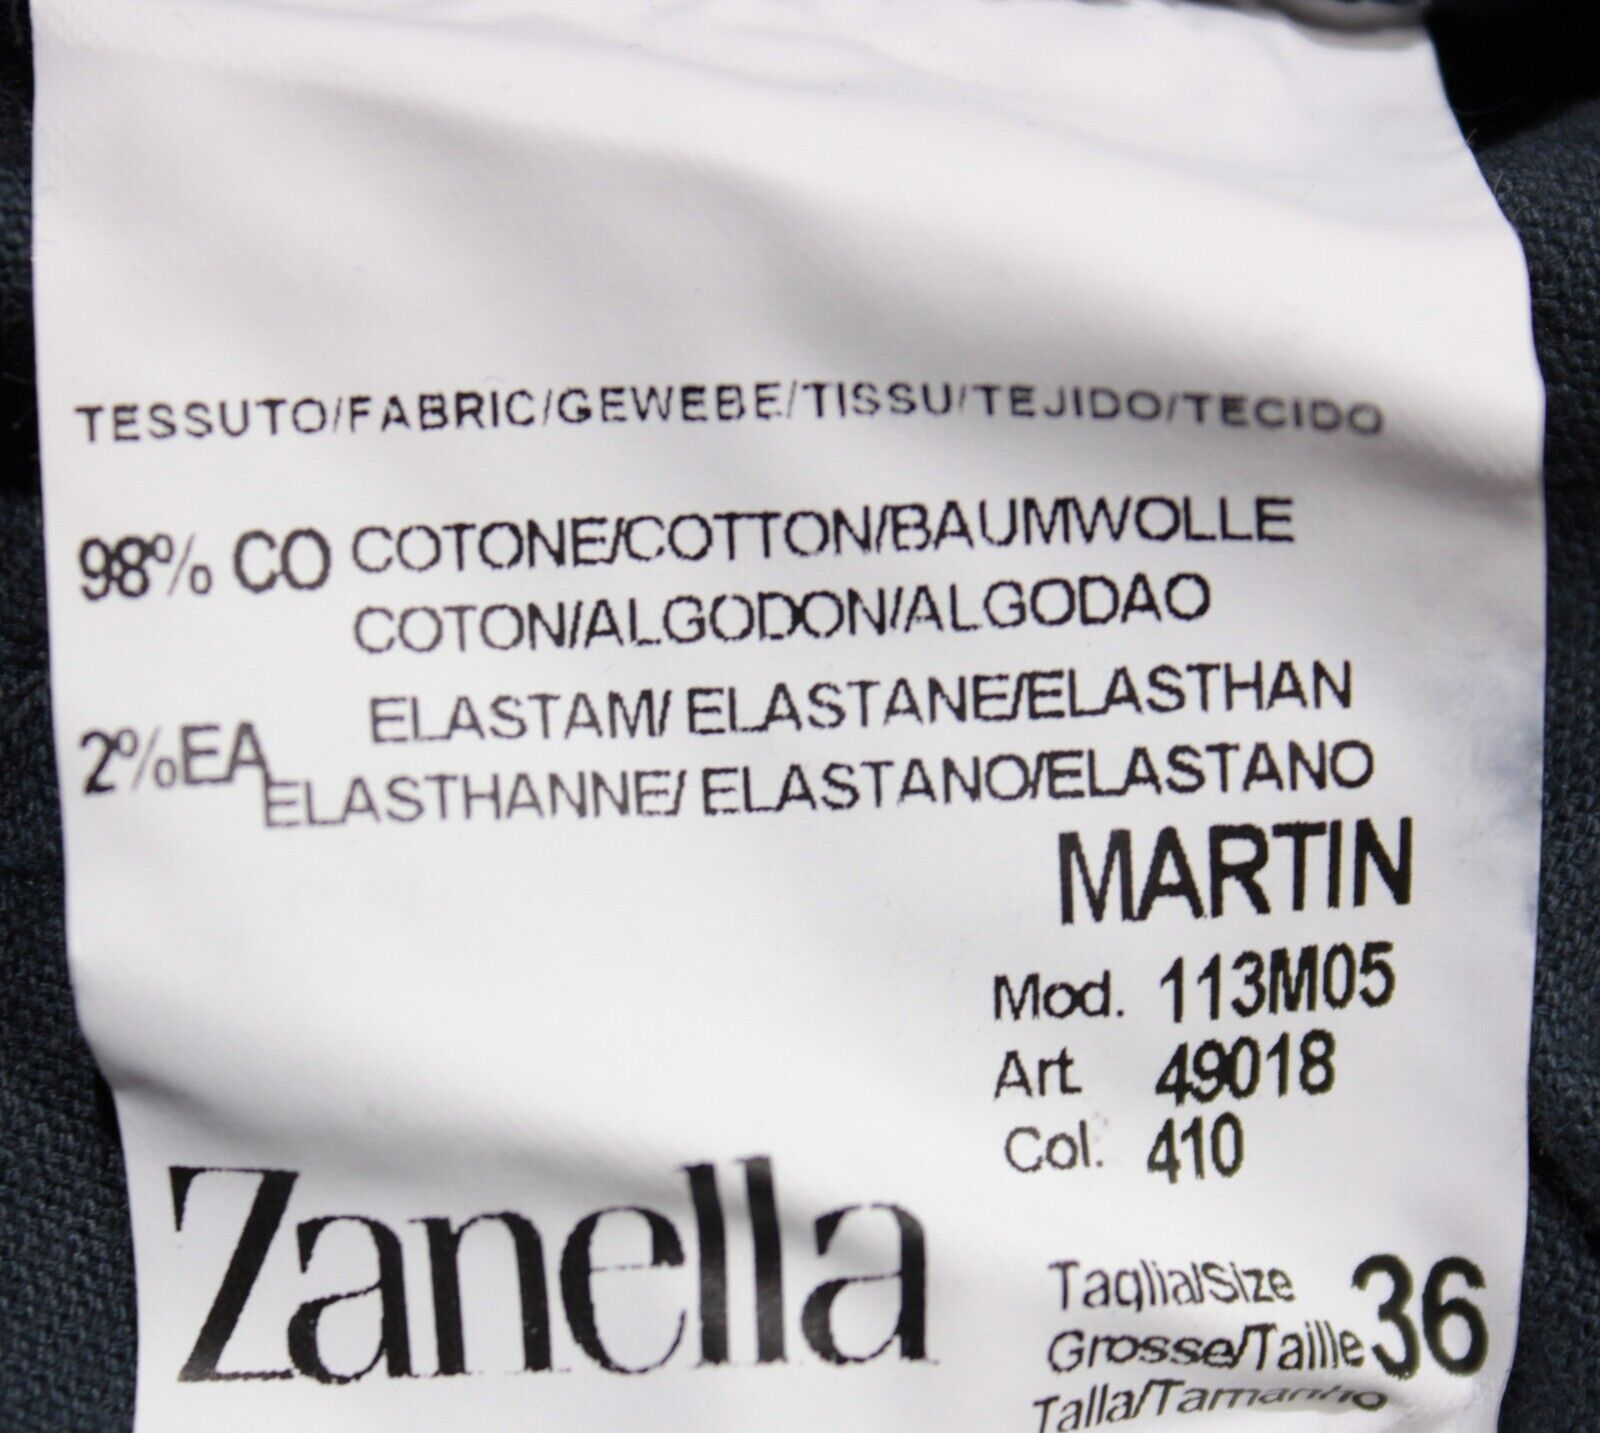 TESSUTO/FABRIC/GEWEBE/TISSU/TEJIDO/TECIDO
98% CO COTONE/COTTON/BAUMWOLLE
COTON/ALGODON/ALGODAO
2%EA ELASTAM/ ELASTANE/ELASTHAN
ELASTHANNE/ ELASTANO/ELASTANO
MARTIN
Mod. 113M05
Art. 49018
Col. 410
Zanella
Taglia/Size 36
Grosse/Taille
Talla/Tamanho